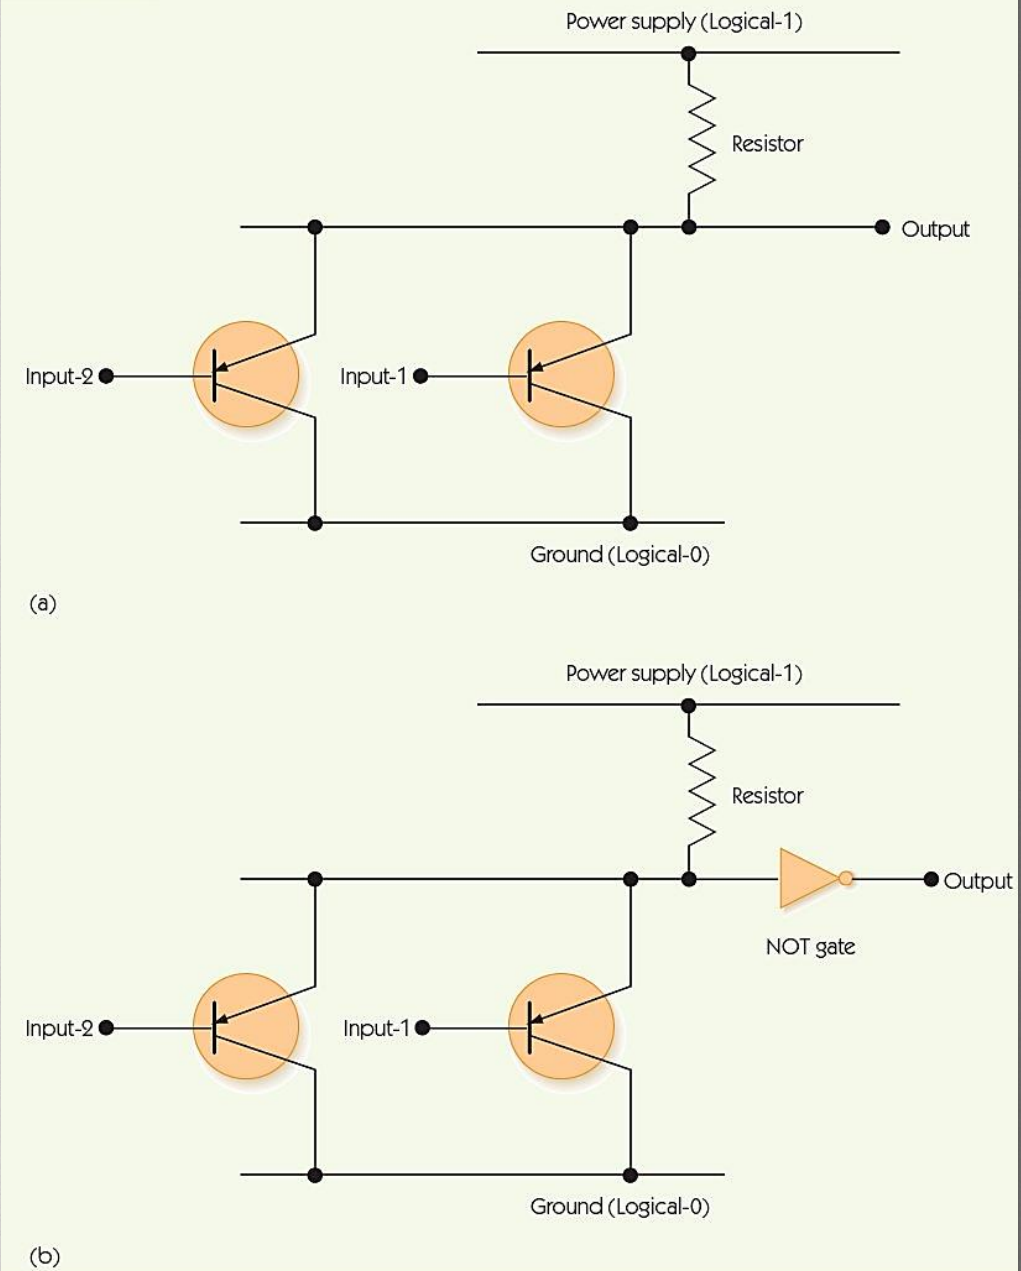 Power supply (Logical-1)
Resistor
Output
Input-2
Input-1
Ground (Logical-0)
(a)
Power supply (Logical-1)
Resistor
Output
NOT gate
Input-2
Input-1
Ground (Logical-0)
(b)